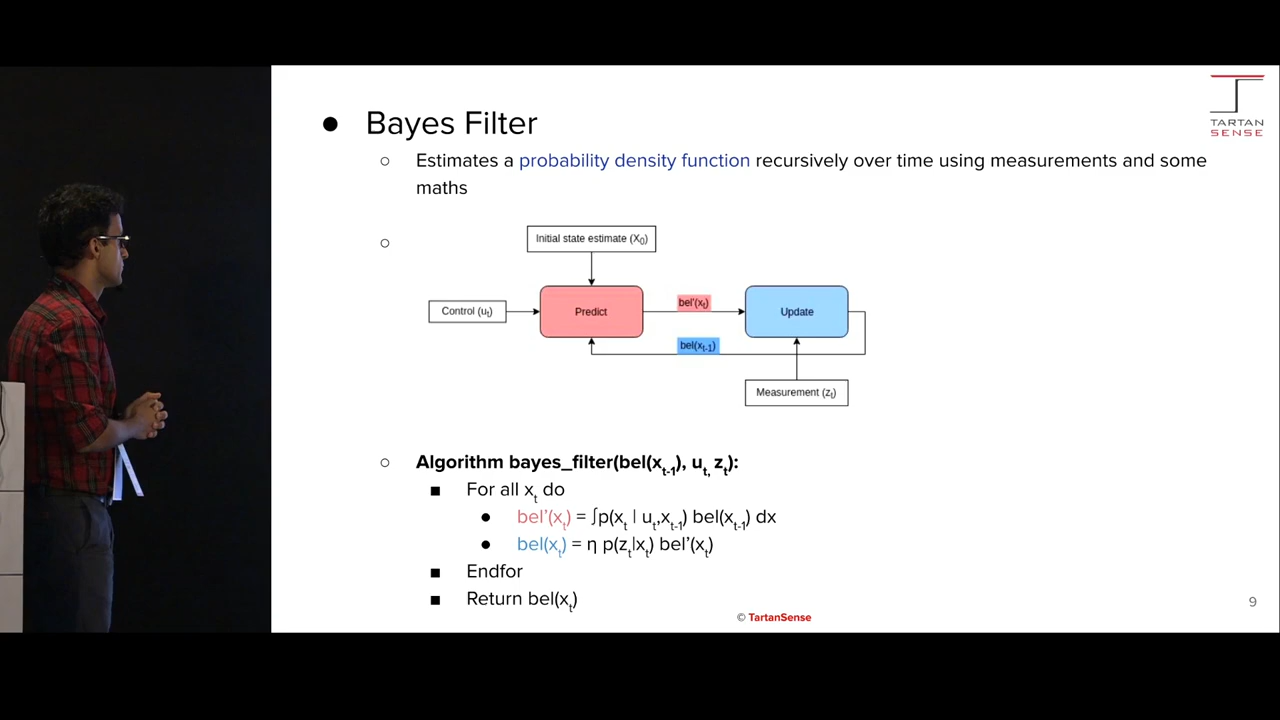 TARTAN
SENSE
● Bayes Filter
○ Estimates a probability density function recursively over time using measurements and some
maths
○
Initial state estimate (X₀)
Control (uₜ)
Predict
bel'(xₜ)
Update
bel(xₜ₋₁)
Measurement (zₜ)
○ Algorithm bayes_filter(bel(xₜ₋₁), uₜ, zₜ):
■ For all xₜ do
● bel’(xₜ) = ∫p(xₜ | uₜ,xₜ₋₁) bel(xₜ₋₁) dx
● bel(xₜ) = η p(zₜ|xₜ) bel’(xₜ)
■ Endfor
■ Return bel(xₜ)
9
© TartanSense